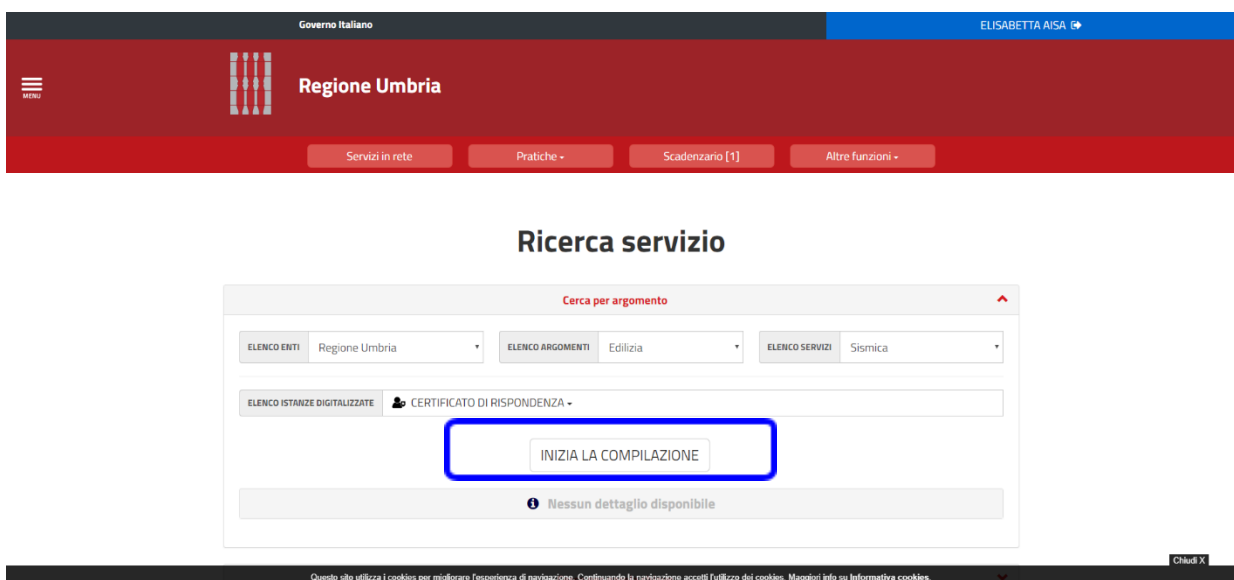 Governo Italiano
ELISABETTA AISA
MENU
Regione Umbria
Servizi in rete
Pratiche
Scadenzario [1]
Altre funzioni
Ricerca servizio
Cerca per argomento
ELENCO ENTI Regione Umbria
ELENCO ARGOMENTI Edilizia
ELENCO SERVIZI Sismica
ELENCO ISTANZE DIGITALIZZATE CERTIFICATO DI RISPONDENZA
INIZIA LA COMPILAZIONE
Nessun dettaglio disponibile
Chiudi X
Questo sito utilizza i cookies per migliorare l'esperienza di navigazione. Continuando la navigazione accetti l'utilizzo dei cookies. Maggiori info su Informativa cookies.